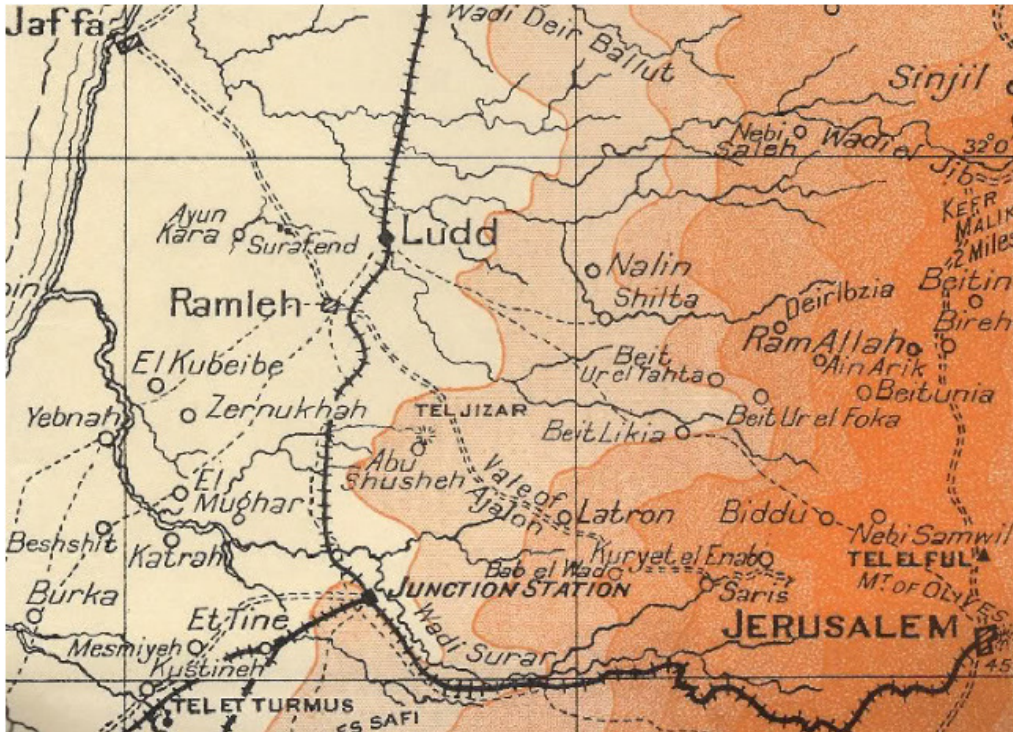 Jaffa
Wadi Deir Ballut
Sinjil
Nebi
Saleh
Wadi el
Jib
32°0
KEFR
MALIK
2 Miles
Ayun
Kara
Surafend
Ludd
Nalin
Shilta
Deir Ibzia
Beitin
Bireh
Ramleh
Ram Allah
Ain Arik
Beitunia
El Kubeibe
Beit
Ur el Tahta
Yebnah
Zernukhah
TEL JIZAR
Beit Likia
Beit Ur el Foka
Abu
Shusheh
Vale of
Ajalon
El
Mughar
Latron
Biddu
Nebi Samwil
Beshshit
Katrah
Kuryet el Enab
TEL EL FUL
Bab el Wad
Saris
MT. OF OLIVES
Burka
JUNCTION STATION
Et Tine
JERUSALEM
Mesmiyeh
Wadi Surar
45
Kustineh
TEL ET TURMUS
ES SAFI